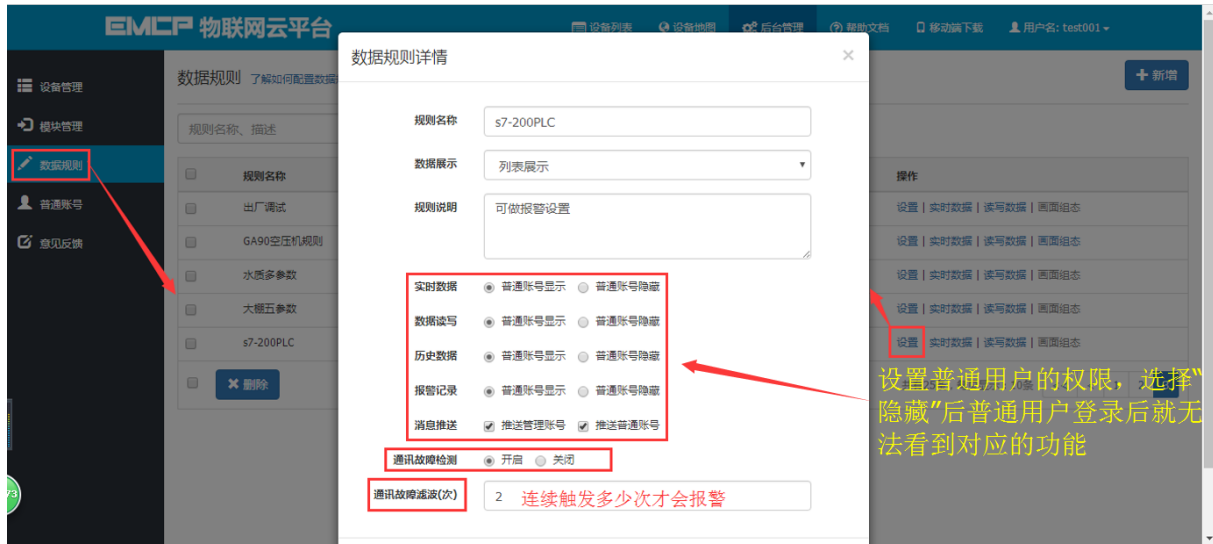 EMCP 物联网云平台
设备列表 设备地图 后台管理 帮助文档 移动端下载 用户名: test001
设备管理
模块管理
数据规则
普通账号
意见反馈
数据规则 了解如何配置数据
新增
规则名称、描述
规则名称 操作
出厂调试 设置 | 实时数据 | 读写数据 | 画面组态
GA90空压机规则 设置 | 实时数据 | 读写数据 | 画面组态
水质多参数 设置 | 实时数据 | 读写数据 | 画面组态
大棚五参数 设置 | 实时数据 | 读写数据 | 画面组态
s7-200PLC 设置 | 实时数据 | 读写数据 | 画面组态
删除
数据规则详情 ×
规则名称 s7-200PLC
数据展示 列表展示
规则说明 可做报警设置
实时数据 普通账号显示 普通账号隐藏
数据读写 普通账号显示 普通账号隐藏
历史数据 普通账号显示 普通账号隐藏
报警记录 普通账号显示 普通账号隐藏
消息推送 推送管理账号 推送普通账号
通讯故障检测 开启 关闭
通讯故障滤波(次) 2 连续触发多少次才会报警
设置普通用户的权限，选择“
隐藏”后普通用户登录后就无
法看到对应的功能